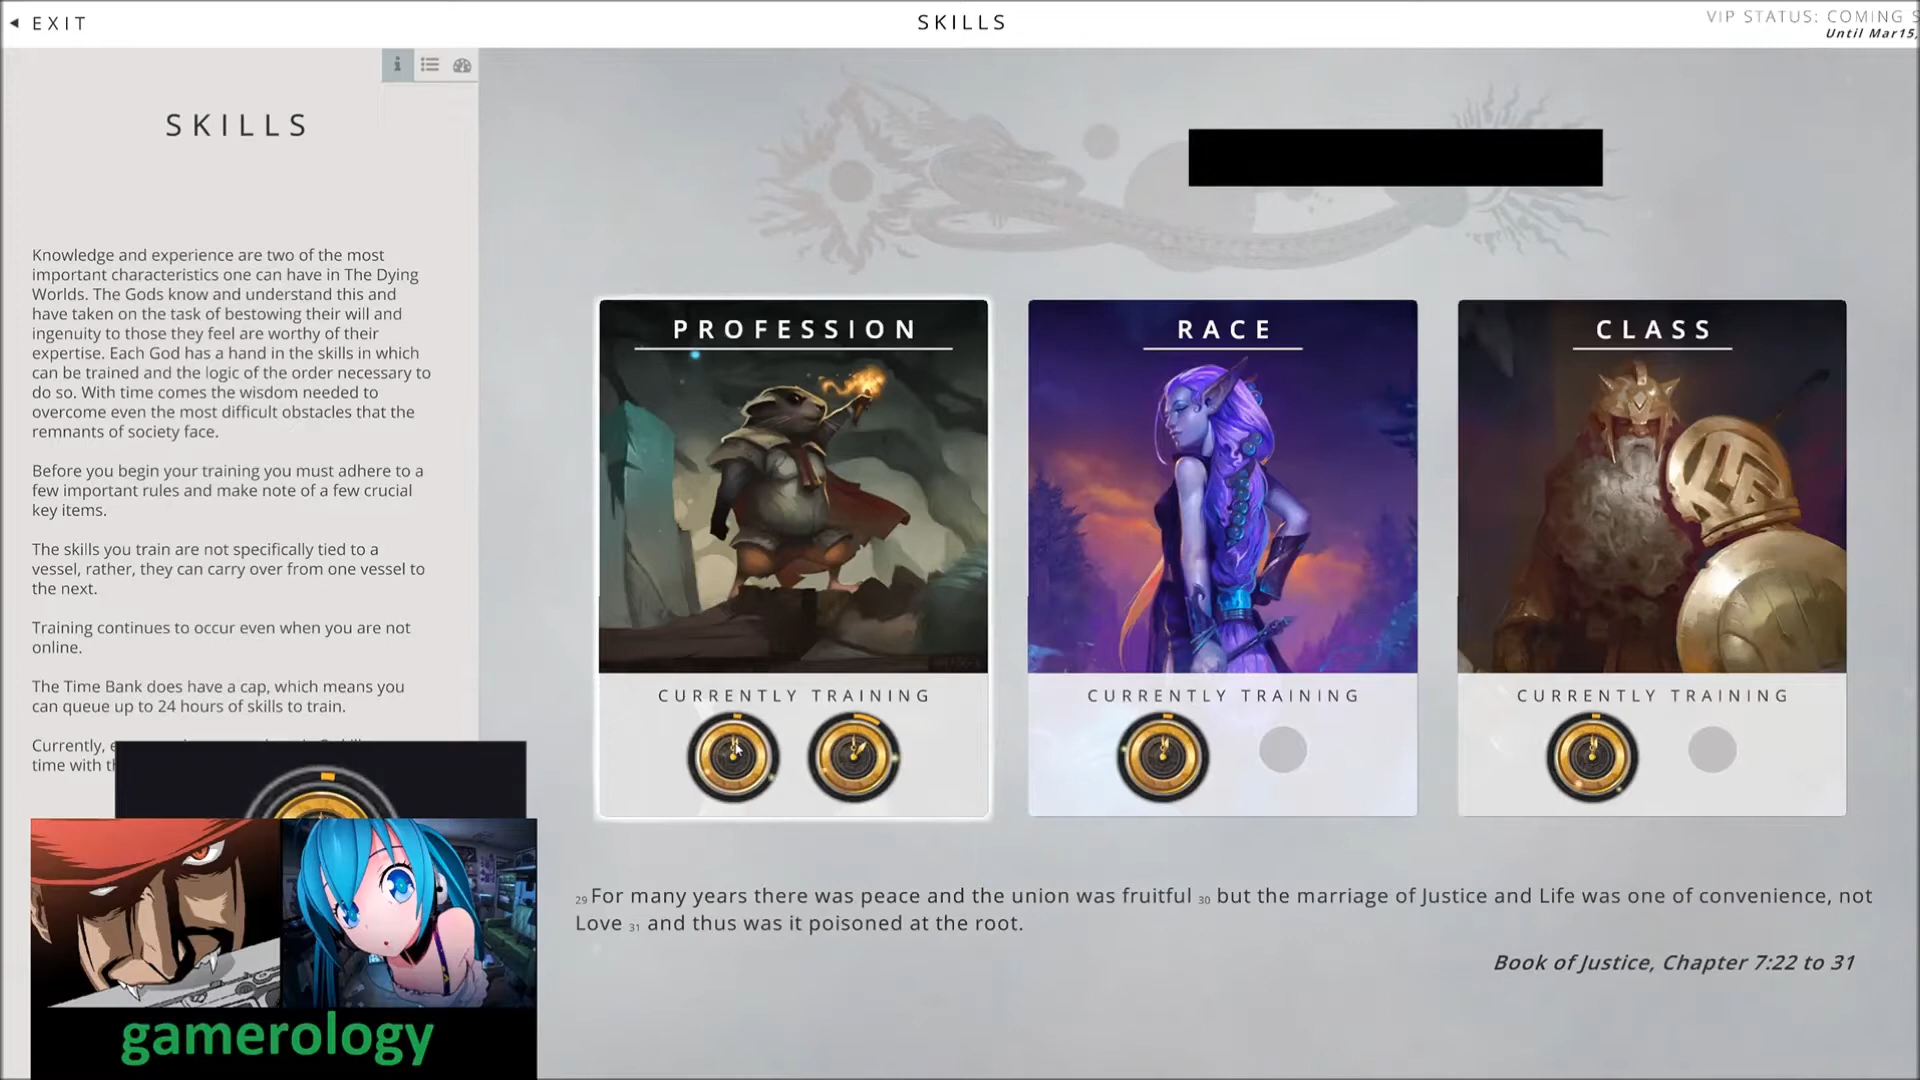 EXIT
SKILLS
VIP STATUS: COMING
Until Mar15,
SKILLS
Knowledge and experience are two of the most
important characteristics one can have in The Dying
Worlds. The Gods know and understand this and
have taken on the task of bestowing their will and
ingenuity to those they feel are worthy of their
expertise. Each God has a hand in the skills in which
can be trained and the logic of the order necessary to
do so. With time comes the wisdom needed to
overcome even the most difficult obstacles that the
remnants of society face.
Before you begin your training you must adhere to a
few important rules and make note of a few crucial
key items.
The skills you train are not specifically tied to a
vessel, rather, they can carry over from one vessel to
the next.
Training continues to occur even when you are not
online.
The Time Bank does have a cap, which means you
can queue up to 24 hours of skills to train.
Currently,
time with
PROFESSION
CURRENTLY TRAINING
RACE
CURRENTLY TRAINING
CLASS
CURRENTLY TRAINING
29 For many years there was peace and the union was fruitful 30 but the marriage of Justice and Life was one of convenience, not
Love 31 and thus was it poisoned at the root.
Book of Justice, Chapter 7:22 to 31
gamerology